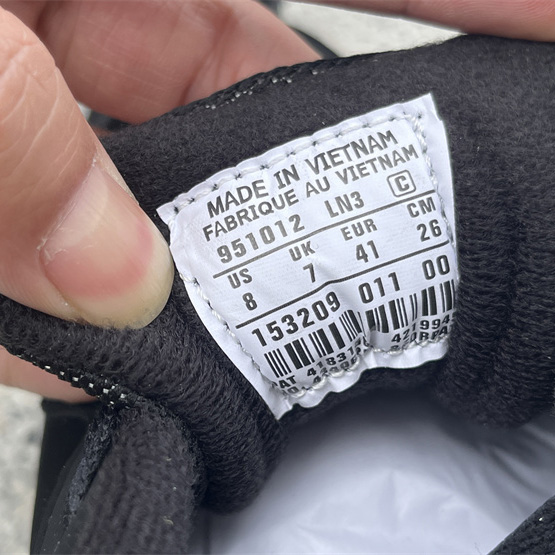 MADE IN VIETNAM
FABRIQUE AU VIETNAM
951012 LN3 C
US UK EUR CM
8 7 41 26
153209 011 00